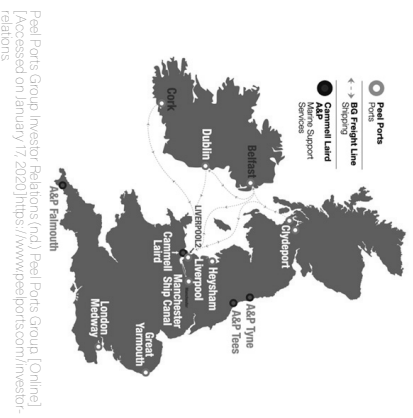 Peel Ports
Ports
BG Freight Line
Shipping
Cammell Laird
A&P
Marine Support
Services
Clydeport
Belfast
Dublin
Cork
LIVERPOOL2
Heysham
Liverpool
Manchester
Ship Canal
Cammell
Laird
A&P Tyne
A&P Tees
Great
Yarmouth
London
Medway
A&P Falmouth
Peel Ports Group. Investor Relations (n.d.) Peel Ports Group. [Online]
[Accessed on January 17, 2020] https://www.peelports.com/investor-
relations.